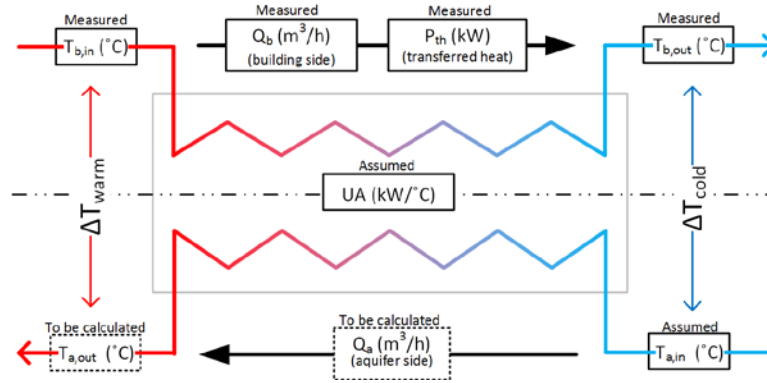 Measured
T_b,in (˚C)
Measured
Q_b (m³/h)
(building side)
Measured
P_th (kW)
(transferred heat)
Measured
T_b,out (˚C)
ΔT_warm
Assumed
UA (kW/˚C)
ΔT_cold
To be calculated
T_a,out (˚C)
To be calculated
Q_a (m³/h)
(aquifer side)
Assumed
T_a,in (˚C)